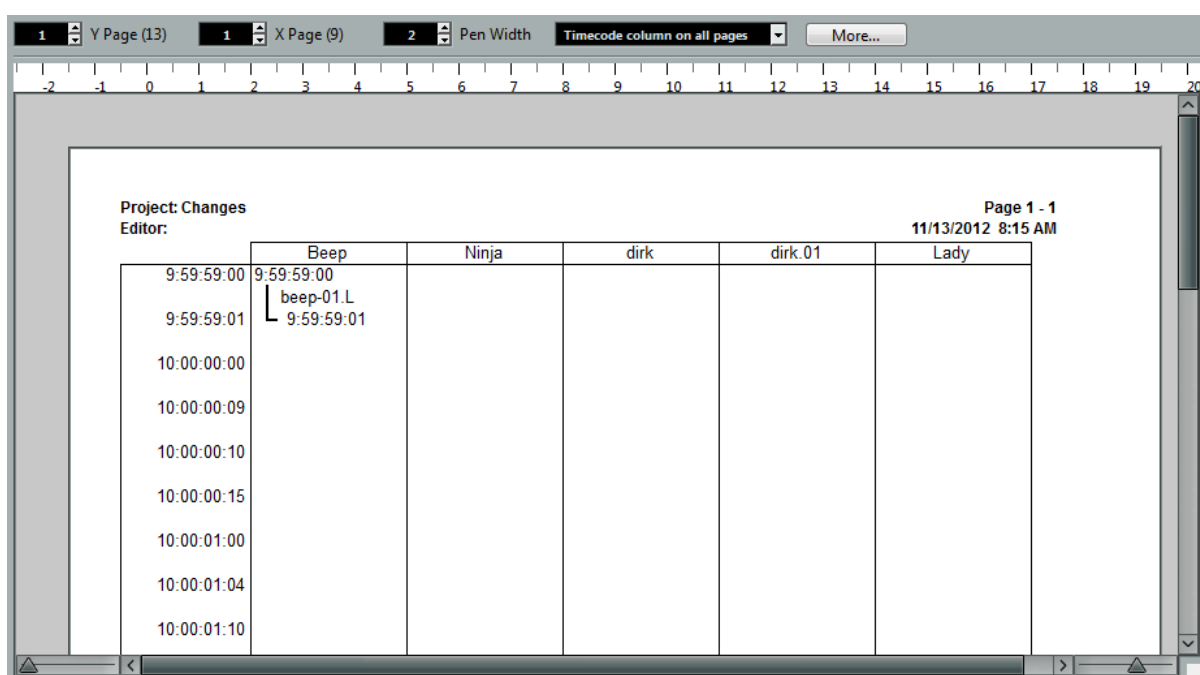 1 Y Page (13) 1 X Page (9) 2 Pen Width Timecode column on all pages More...
-2 -1 0 1 2 3 4 5 6 7 8 9 10 11 12 13 14 15 16 17 18 19 20
Project: Changes Page 1 - 1
Editor: 11/13/2012 8:15 AM
Beep Ninja dirk dirk.01 Lady
9:59:59:00 9:59:59:00
beep-01.L
9:59:59:01 9:59:59:01
10:00:00:00
10:00:00:09
10:00:00:10
10:00:00:15
10:00:01:00
10:00:01:04
10:00:01:10